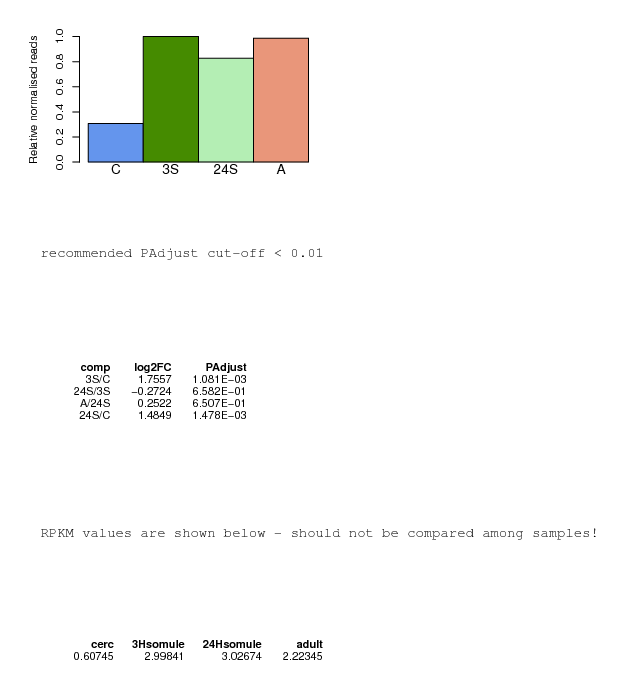 Relative normalised reads
1.0
0.8
0.6
0.4
0.2
0.0
C 3S 24S A
recommended PAdjust cut-off < 0.01
comp log2FC PAdjust
3S/C 1.7557 1.081E-03
24S/3S -0.2724 6.582E-01
A/24S 0.2522 6.507E-01
24S/C 1.4849 1.478E-03
RPKM values are shown below - should not be compared among samples!
cerc 3Hsomule 24Hsomule adult
0.60745 2.99841 3.02674 2.22345